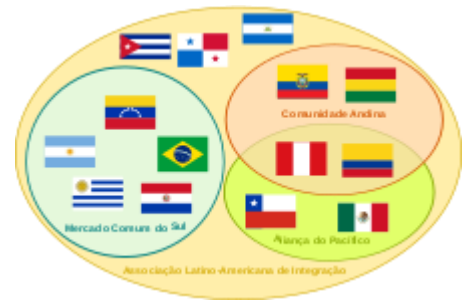 Comunidade Andina
Mercado Comum do Sul
Aliança do Pacífico
Associação Latino-Americana de Integração